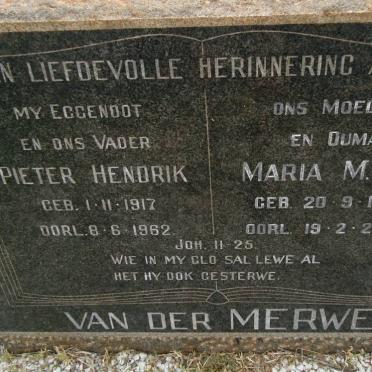 N LIEFDEVOLLE HERINNERING A
MY EGGENOOT
EN ONS VADER
PIETER HENDRIK
GEB. 1-11-1917
OORL. 8-6-1962.
ONS MOE
EN OUMA
MARIA M.
GEB. 20-9-1
OORL. 19-2-2
JOH. 11-25.
WIE IN MY GLO SAL LEWE AL
HET HY OOK GESTERWE.
VAN DER MERWE